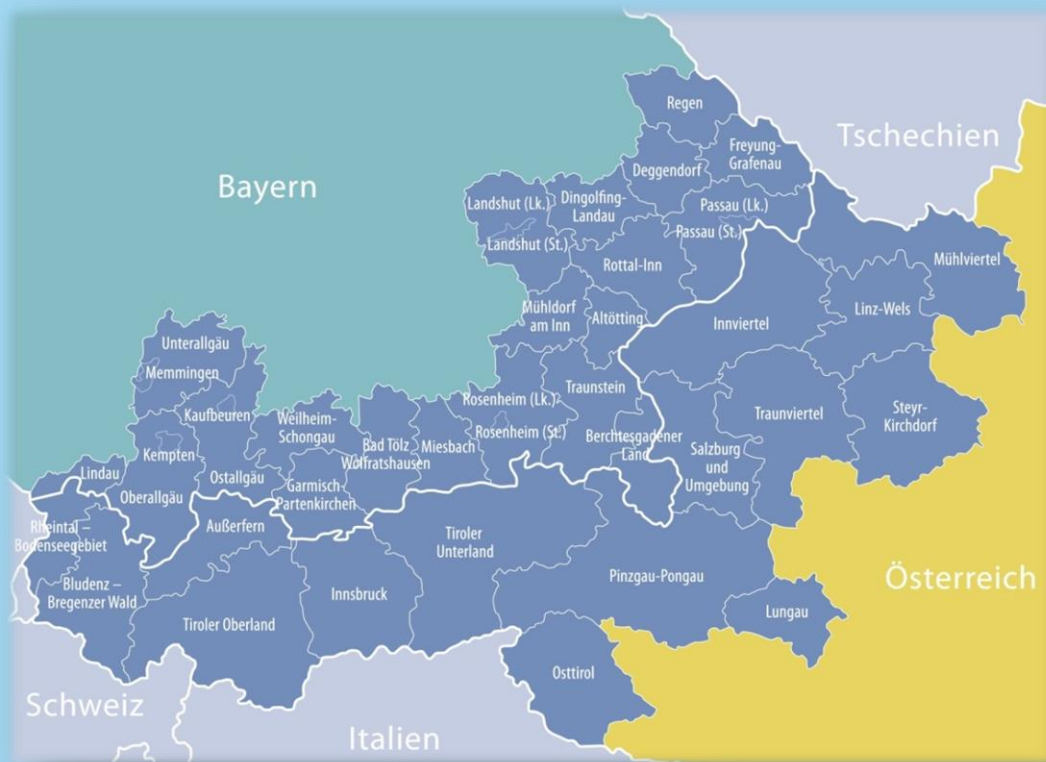 Regen
Tschechien
Freyung-
Grafenau
Deggendorf
Bayern
Landshut (Lk.)
Dingolfing-
Landau
Passau (Lk.)
Passau (St.)
Landshut (St.)
Rottal-Inn
Mühlviertel
Mühldorf
am Inn
Altötting
Innviertel
Linz-Wels
Unterallgäu
Memmingen
Kaufbeuren
Weilheim-
Schongau
Rosenheim (Lk.)
Traunstein
Traunviertel
Steyr-
Kirchdorf
Kempten
Bad Tölz
Wolfratshausen
Miesbach
Rosenheim (St.)
Berchtesgadener
Land
Salzburg
und
Umgebung
Lindau
Oberallgäu
Ostallgäu
Garmisch-
Partenkirchen
Rheintal –
Bodenseegebiet
Außerfern
Tiroler
Unterland
Bludenz –
Bregenzer Wald
Innsbruck
Pinzgau-Pongau
Österreich
Tiroler Oberland
Lungau
Osttirol
Schweiz
Italien